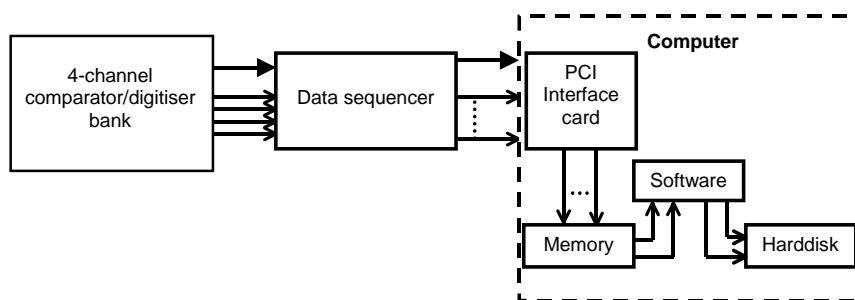 Computer
4-channel
comparator/digitiser
bank
Data sequencer
PCI
Interface
card
Software
Memory
Harddisk